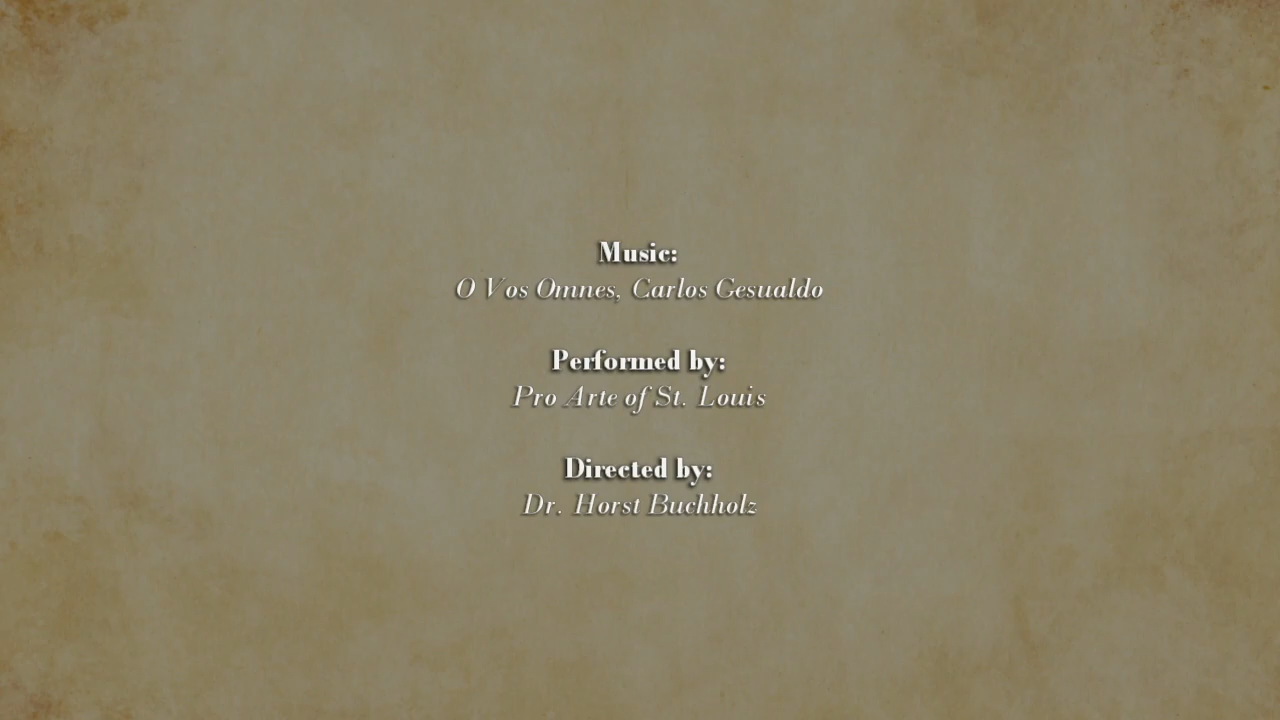 Music:
O Vos Omnes, Carlos Gesualdo
Performed by:
Pro Arte of St. Louis
Directed by:
Dr. Horst Buchholz